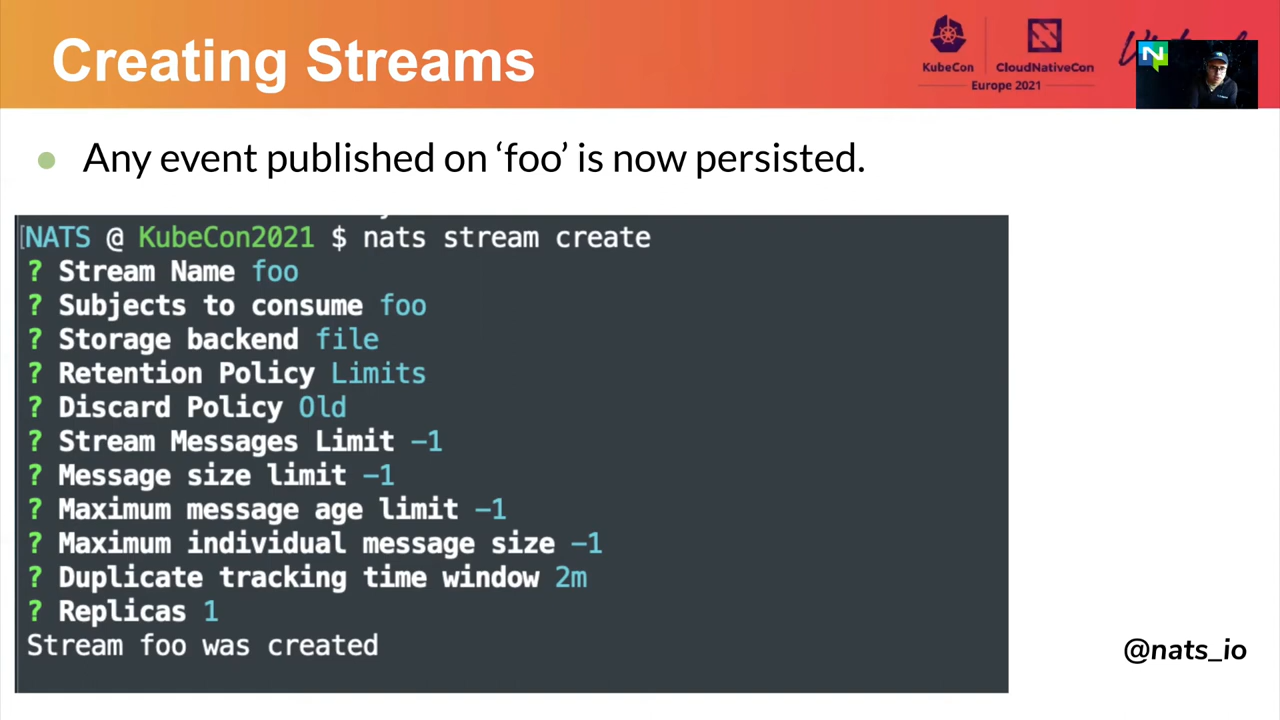 Creating Streams
KubeCon
CloudNativeCon
Europe 2021
● Any event published on ‘foo’ is now persisted.
[NATS @ KubeCon2021 $ nats stream create
? Stream Name foo
? Subjects to consume foo
? Storage backend file
? Retention Policy Limits
? Discard Policy Old
? Stream Messages Limit -1
? Message size limit -1
? Maximum message age limit -1
? Maximum individual message size -1
? Duplicate tracking time window 2m
? Replicas 1
Stream foo was created
@nats_io